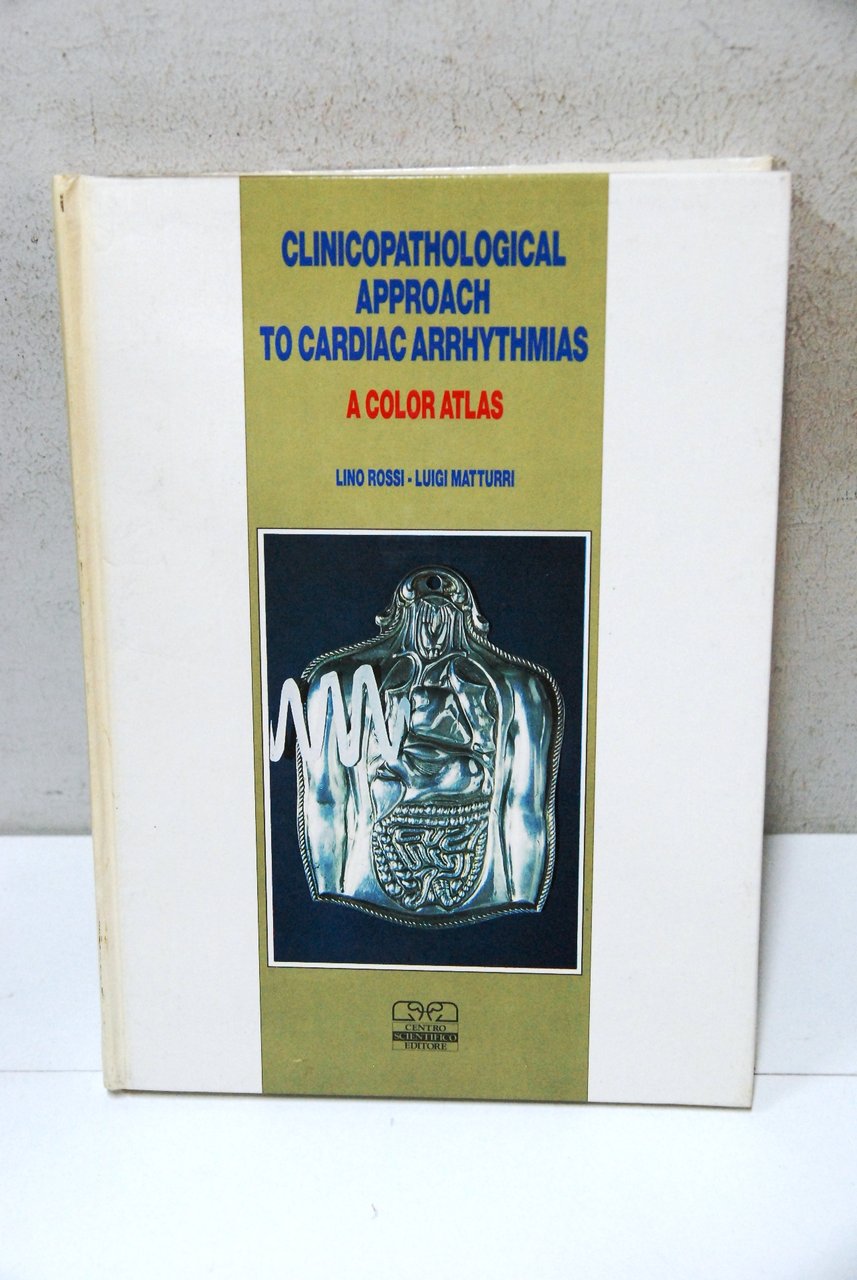 CLINICOPATHOLOGICAL
APPROACH
TO CARDIAC ARRHYTHMIAS
A COLOR ATLAS
LINO ROSSI - LUIGI MATTURRI
CENTRO
SCIENTIFICO
EDITORE